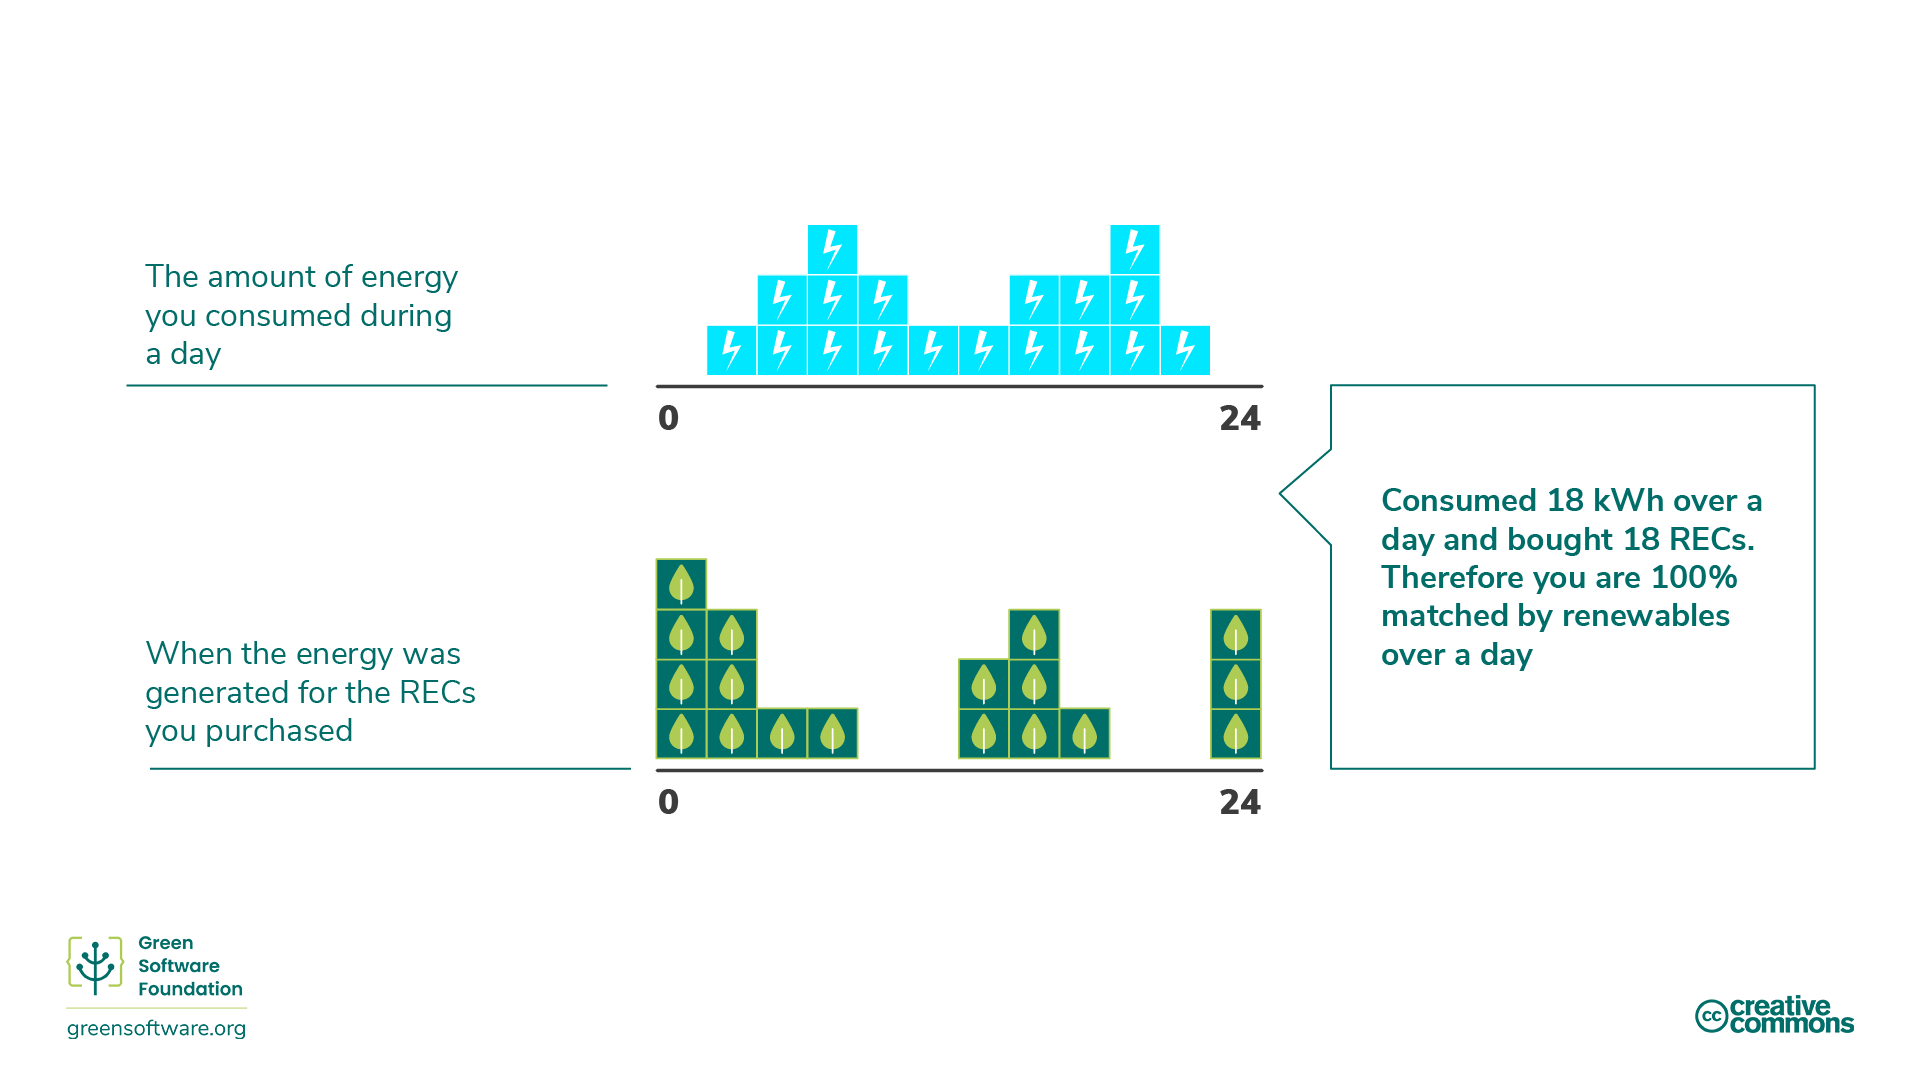 The amount of energy
you consumed during
a day
0
24
Consumed 18 kWh over a
day and bought 18 RECs.
Therefore you are 100%
matched by renewables
over a day
When the energy was
generated for the RECs
you purchased
0
24
Green
Software
Foundation
greensoftware.org
cc
creative
commons